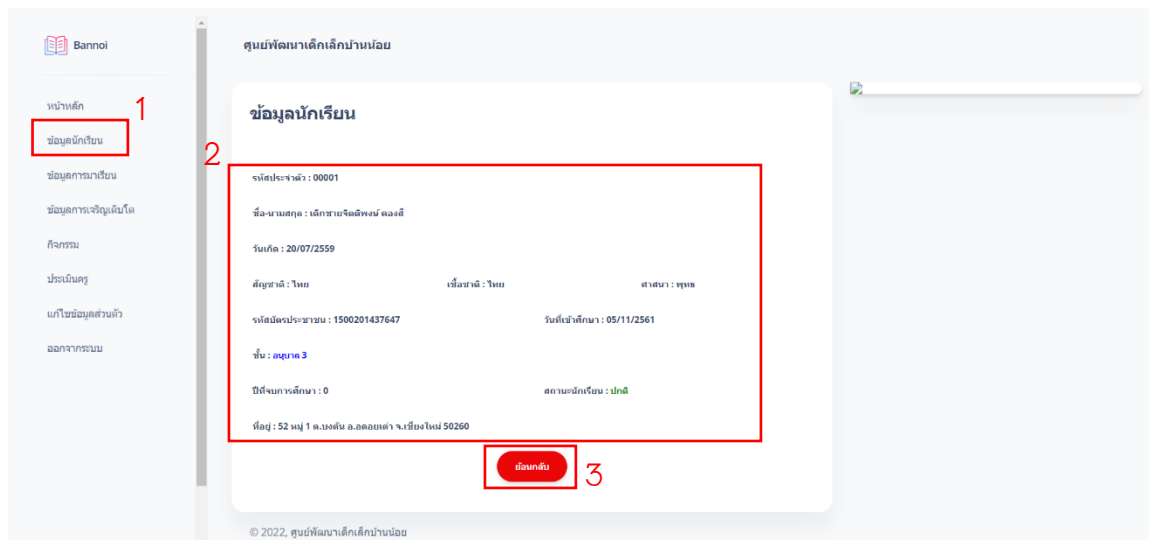 Bannoi
ศูนย์พัฒนาเด็กเล็กบ้านน้อย
หน้าหลัก
1
ข้อมูลนักเรียน
ข้อมูลการมาเรียน
ข้อมูลการเจริญเติบโต
กิจกรรม
ประเมินครู
แก้ไขข้อมูลส่วนตัว
ออกจากระบบ
ข้อมูลนักเรียน
2
รหัสประจำตัว : 00001
ชื่อ-นามสกุล : เด็กชายจิตติพงษ์ ตองสี
วันเกิด : 20/07/2559
สัญชาติ : ไทย เชื้อชาติ : ไทย ศาสนา : พุทธ
รหัสบัตรประชาชน : 1500201437647 วันที่เข้าศึกษา : 05/11/2561
ชั้น : อนุบาล 3
ปีที่จบการศึกษา : 0 สถานะนักเรียน : ปกติ
ที่อยู่ : 52 หมู่ 1 ต.บงตัน อ.อดอยเต่า จ.เชียงใหม่ 50260
ย้อนกลับ
3
© 2022, ศูนย์พัฒนาเด็กเล็กบ้านน้อย